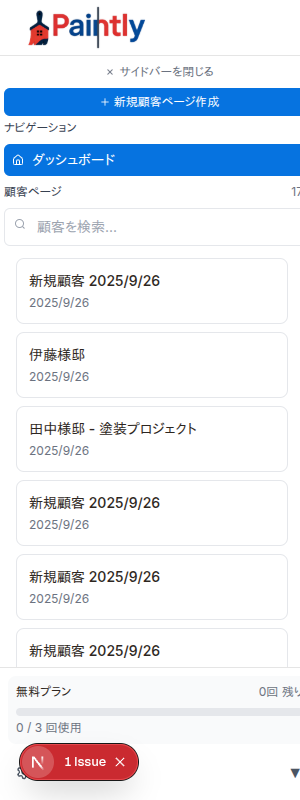 Paintly
× サイドバーを閉じる
＋ 新規顧客ページ作成
ナビゲーション
ダッシュボード
顧客ページ 17
顧客を検索...
新規顧客 2025/9/26
2025/9/26
伊藤様邸
2025/9/26
田中様邸 - 塗装プロジェクト
2025/9/26
新規顧客 2025/9/26
2025/9/26
新規顧客 2025/9/26
2025/9/26
新規顧客 2025/9/26
無料プラン 0回 残り
0 / 3 回使用
N 1 Issue ×